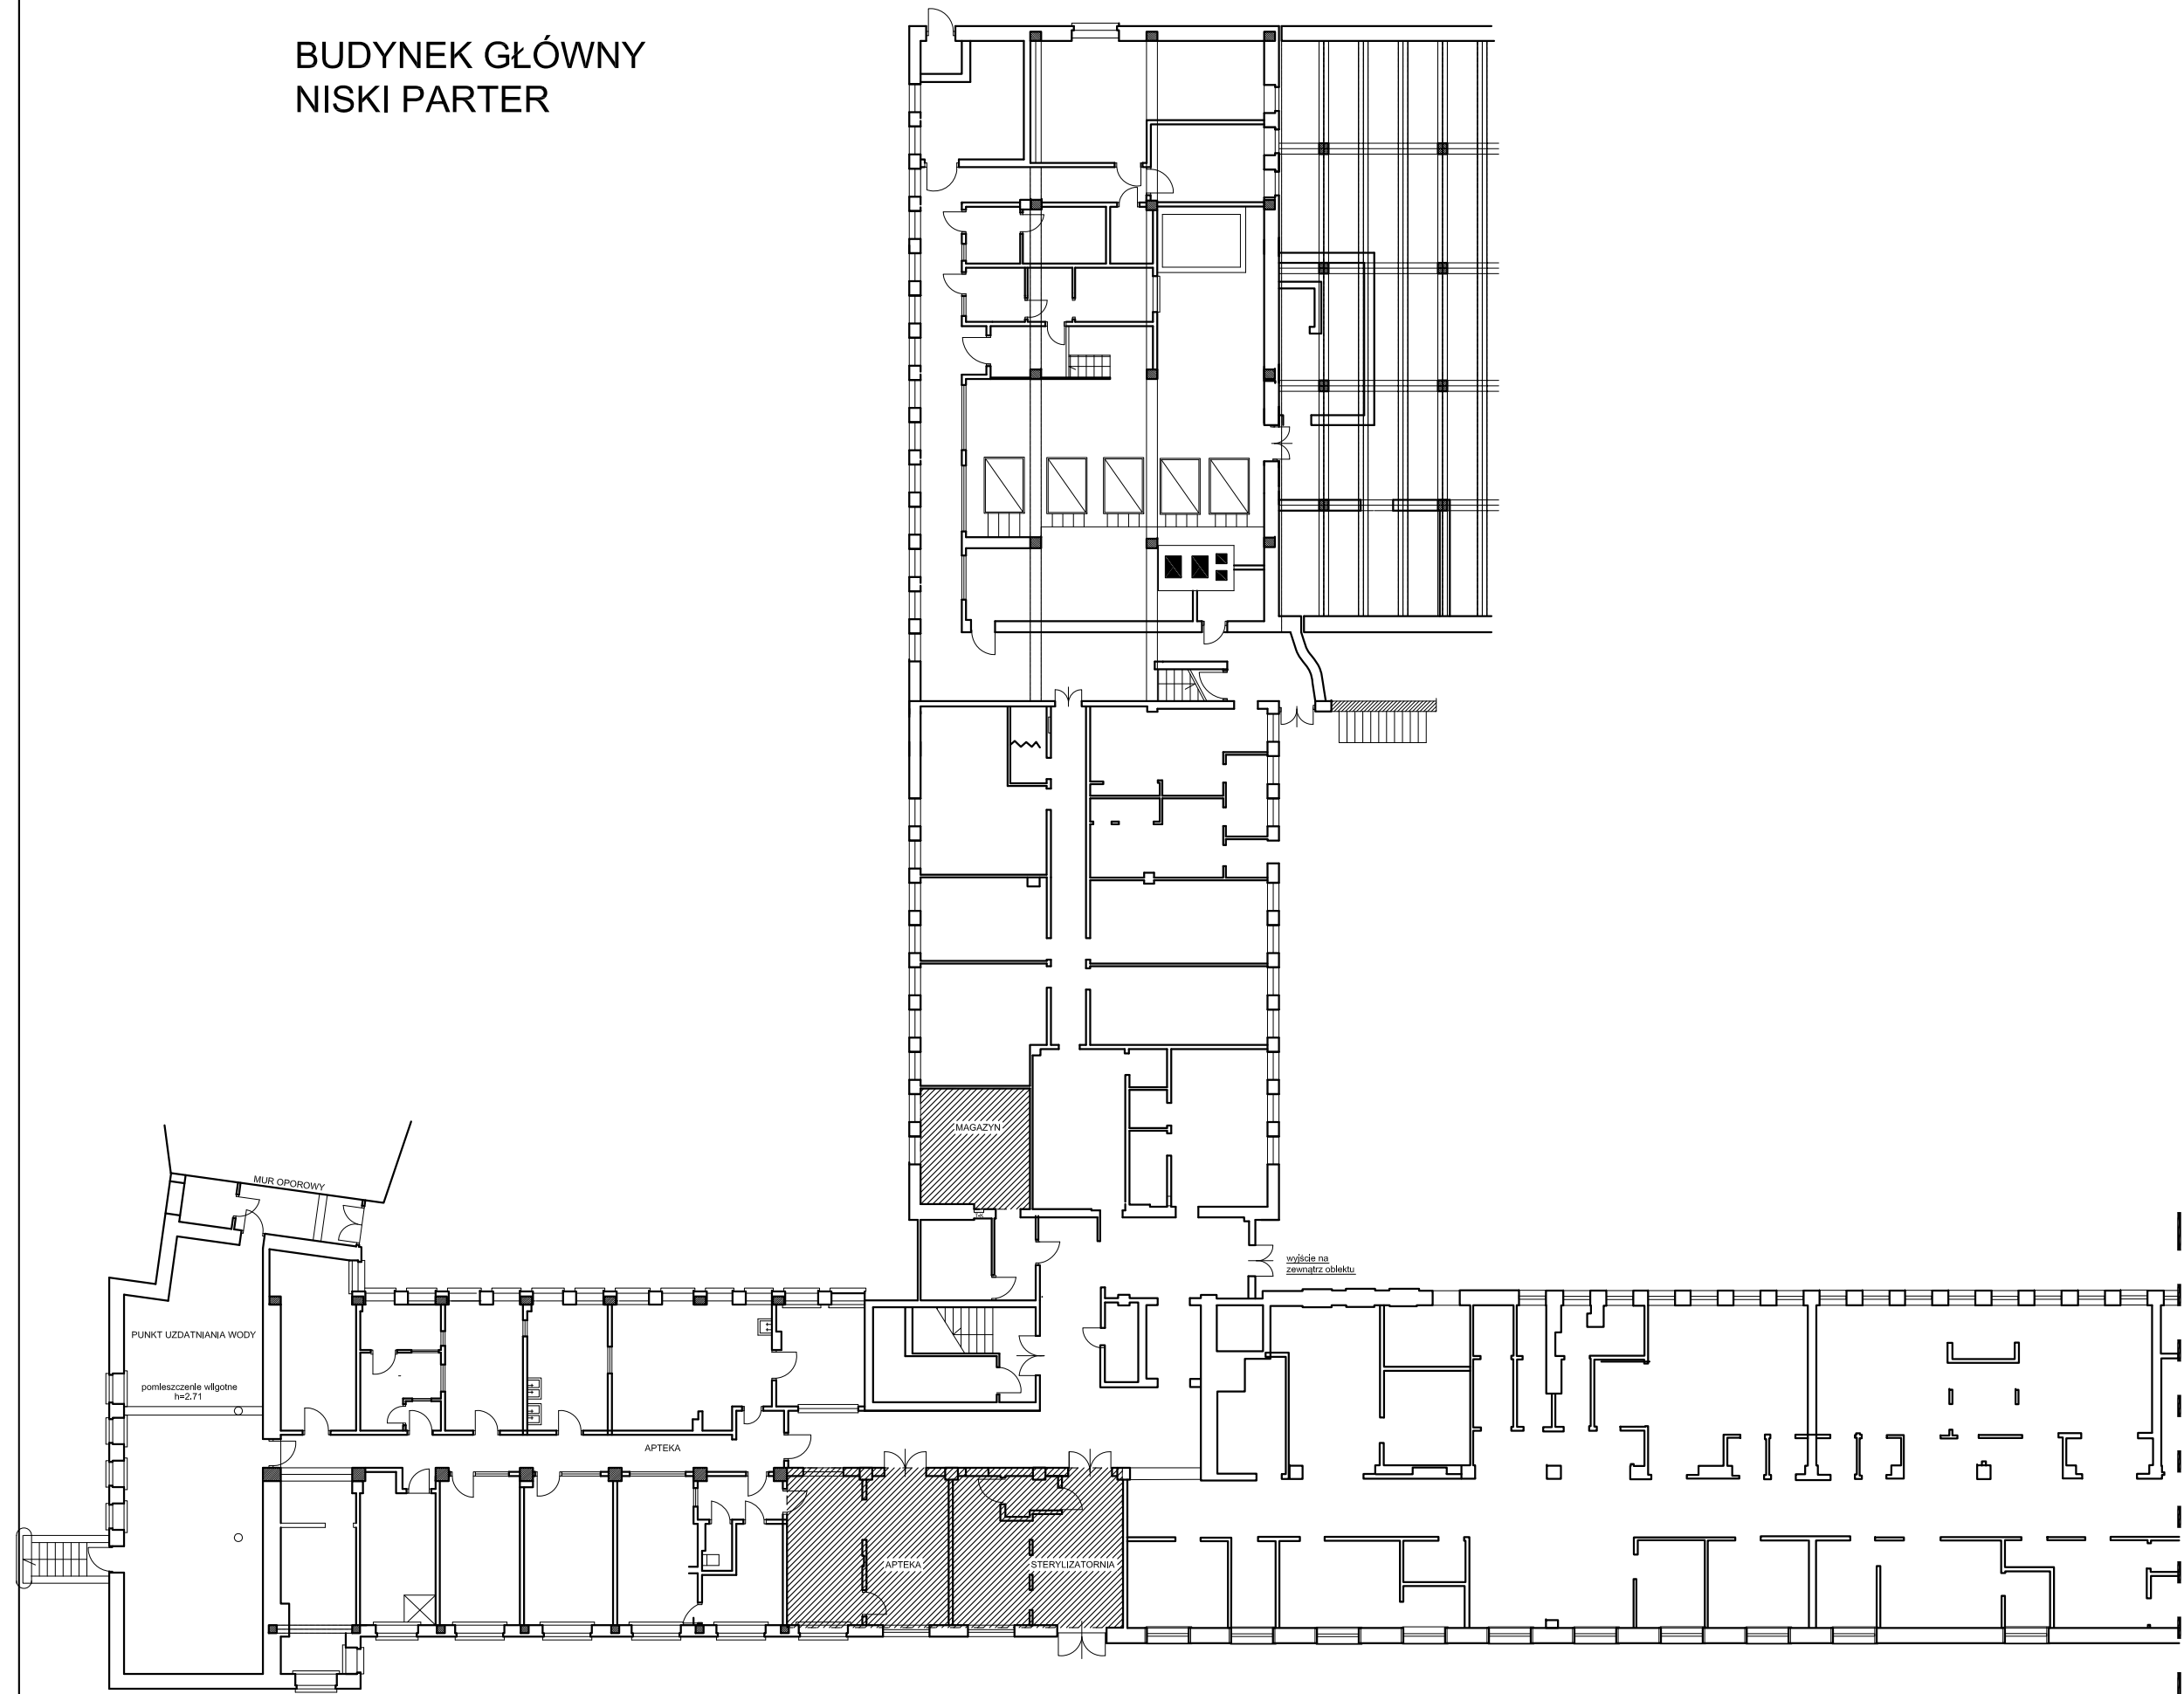 BUDYNEK GŁÓWNY
NISKI PARTER
MAGAZYN
MUR OPOROWY
wyjście na
zewnątrz obiektu
PUNKT UZDATNIANIA WODY
pomieszczenie wilgotne
h=2.71
APTEKA
APTEKA
STERYLIZATORNIA